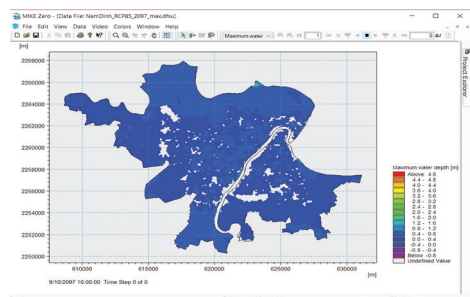 MIKE Zero - [Data File: NamDinh_RCP85_2097_max.dfsu]
File Edit View Data Video Colors Window Help
Maximum water 1 0 Δt
[m]
2268000
2266000
2264000
2262000
2260000
2258000
2256000
2254000
2252000
2250000
610000 615000 620000 625000 630000
[m]
9/10/2097 10:00:00 Time Step 0 of 0
Maximum water depth [m]
Above 4.8
4.4 - 4.8
4.0 - 4.4
3.6 - 4.0
3.2 - 3.6
2.8 - 3.2
2.4 - 2.8
2.0 - 2.4
1.6 - 2.0
1.2 - 1.6
0.8 - 1.2
0.4 - 0.8
0.0 - 0.4
-0.4 - 0.0
-0.8 - -0.4
Below -0.8
Undefined Value
Project Explorer